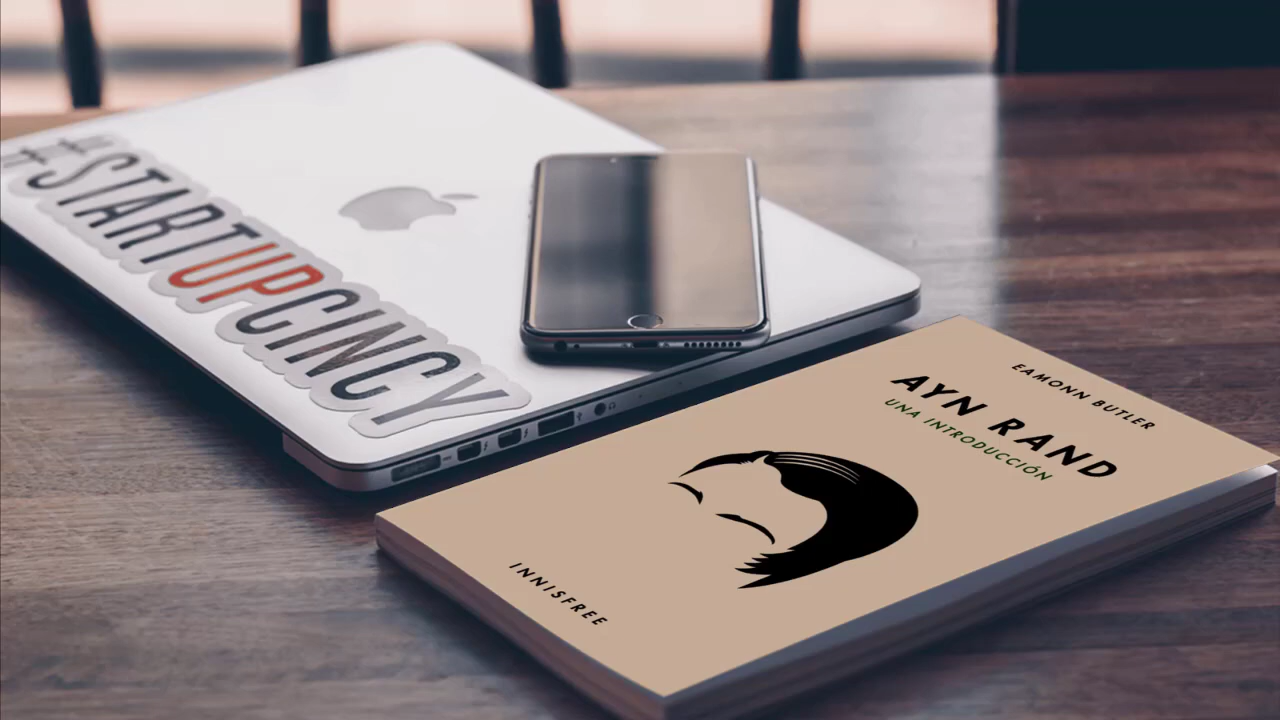 #STARTUPCINCY
EAMONN BUTLER
AYN RAND
UNA INTRODUCCIÓN
INNISFREE